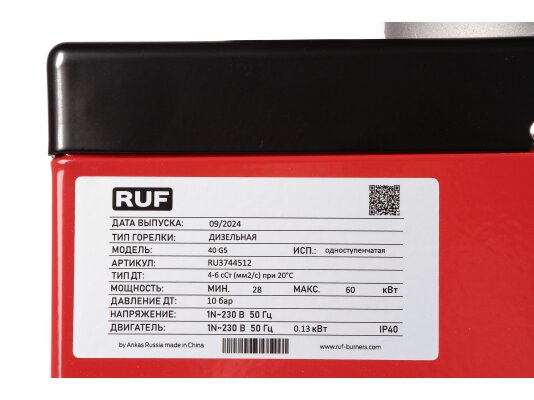 RUF
ДАТА ВЫПУСКА: 09/2024
ТИП ГОРЕЛКИ: ДИЗЕЛЬНАЯ
МОДЕЛЬ: 40 G5 ИСП.: одноступенчатая
АРТИКУЛ: RU3744512
ТИП ДТ: 4-6 сСт (мм2/с) при 20°С
МОЩНОСТЬ: МИН. 28 МАКС. 60 кВт
ДАВЛЕНИЕ ДТ: 10 бар
НАПРЯЖЕНИЕ: 1N~230 В 50 Гц
ДВИГАТЕЛЬ: 1N~230 В 50 Гц 0.13 кВт IP40
by Ankas Russia made in China www.ruf-burners.com